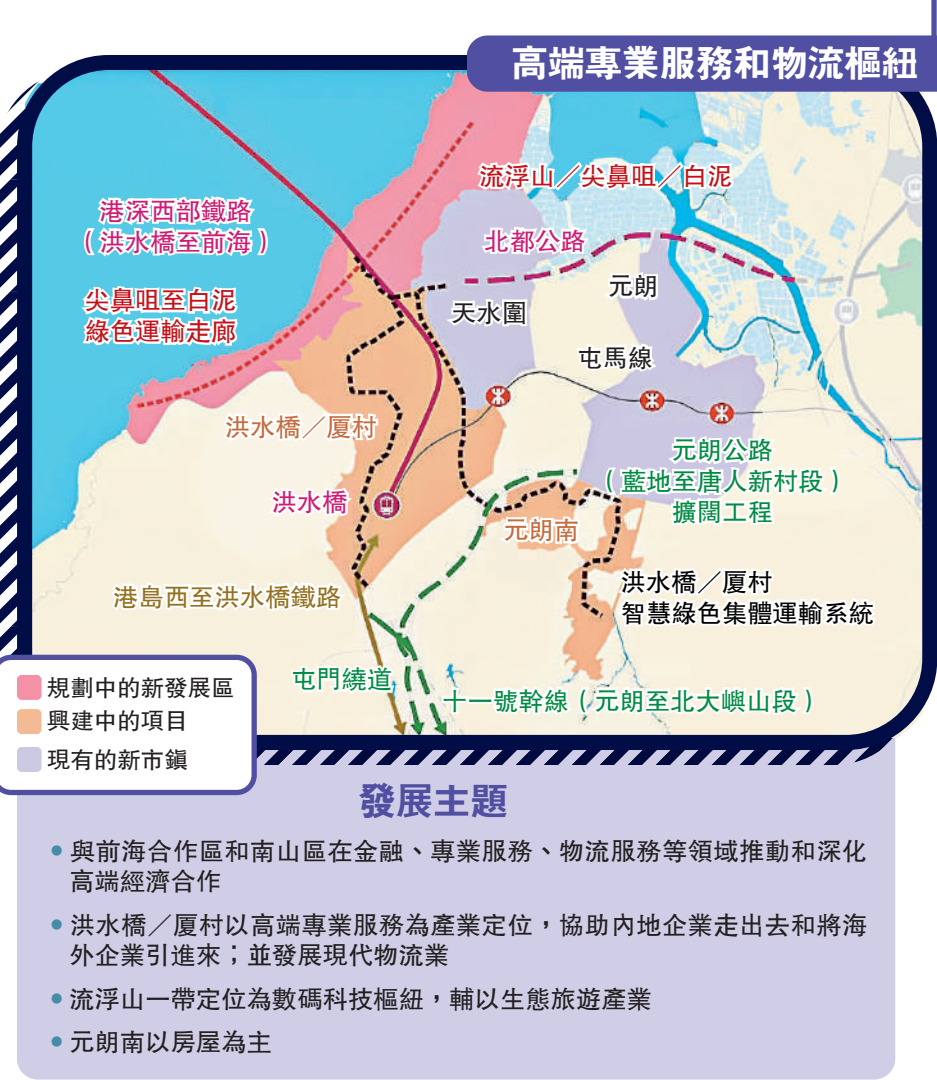 高端專業服務和物流樞紐
流浮山／尖鼻咀／白泥
港深西部鐵路
（洪水橋至前海）
北都公路
尖鼻咀至白泥
綠色運輸走廊
元朗
天水圍
屯馬線
洪水橋／厦村
元朗公路
（藍地至唐人新村段）
擴闊工程
洪水橋
元朗南
洪水橋／厦村
智慧綠色集體運輸系統
港島西至洪水橋鐵路
屯門繞道
十一號幹線（元朗至北大嶼山段）
規劃中的新發展區
興建中的項目
現有的新市鎮
發展主題
• 與前海合作區和南山區在金融、專業服務、物流服務等領域推動和深化
高端經濟合作
• 洪水橋／厦村以高端專業服務為產業定位，協助內地企業走出去和將海
外企業引進來；並發展現代物流業
• 流浮山一帶定位為數碼科技樞紐，輔以生態旅遊產業
• 元朗南以房屋為主